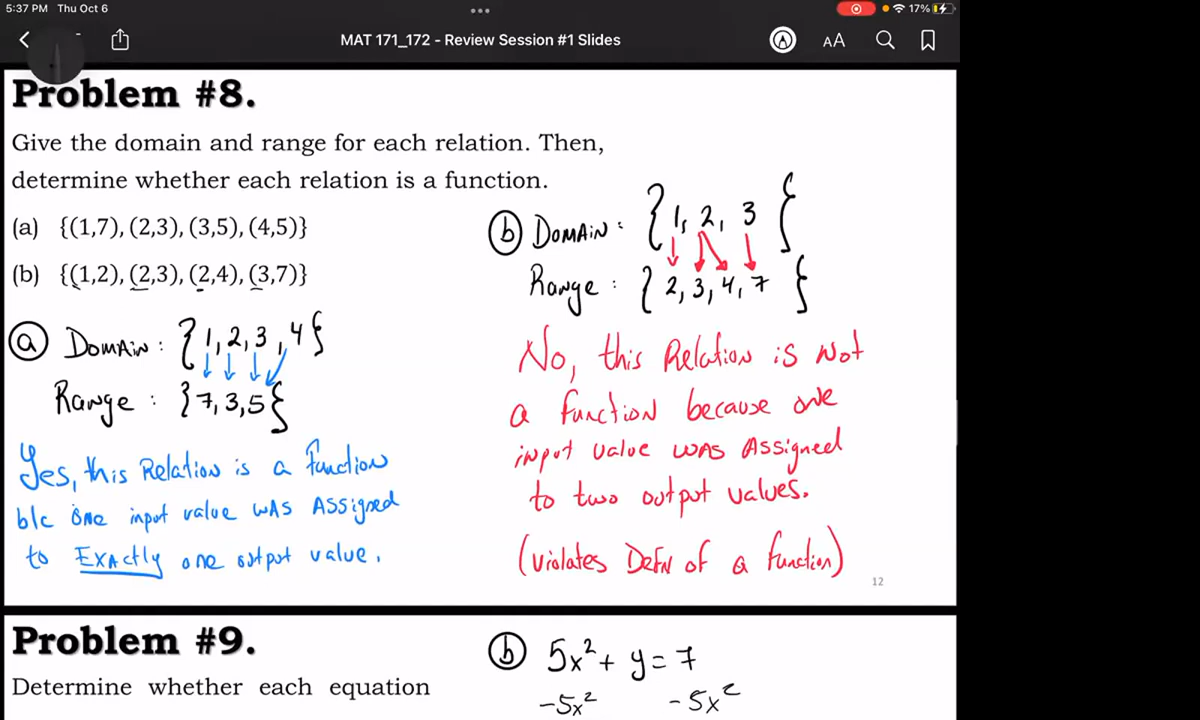 5:37 PM Thu Oct 6
17%
MAT 171_172 - Review Session #1 Slides
AA
Problem #8.
Give the domain and range for each relation. Then,
determine whether each relation is a function.
(a) {(1,7), (2,3), (3,5), (4,5)}
(b) {(1,2), (2,3), (2,4), (3,7)}
(a) Domain : {1, 2, 3, 4}
Range : {7, 3, 5}
Yes, this Relation is a function
b/c one input value was Assigned
to Exactly one output value.
(b) Domain : {1, 2, 3}
Range : {2, 3, 4, 7}
No, this Relation is Not
a function because one
input value was Assigned
to two output values.
(violates Defn of a function)
12
Problem #9.
Determine whether each equation
(b) 5x² + y = 7
-5x² -5x²